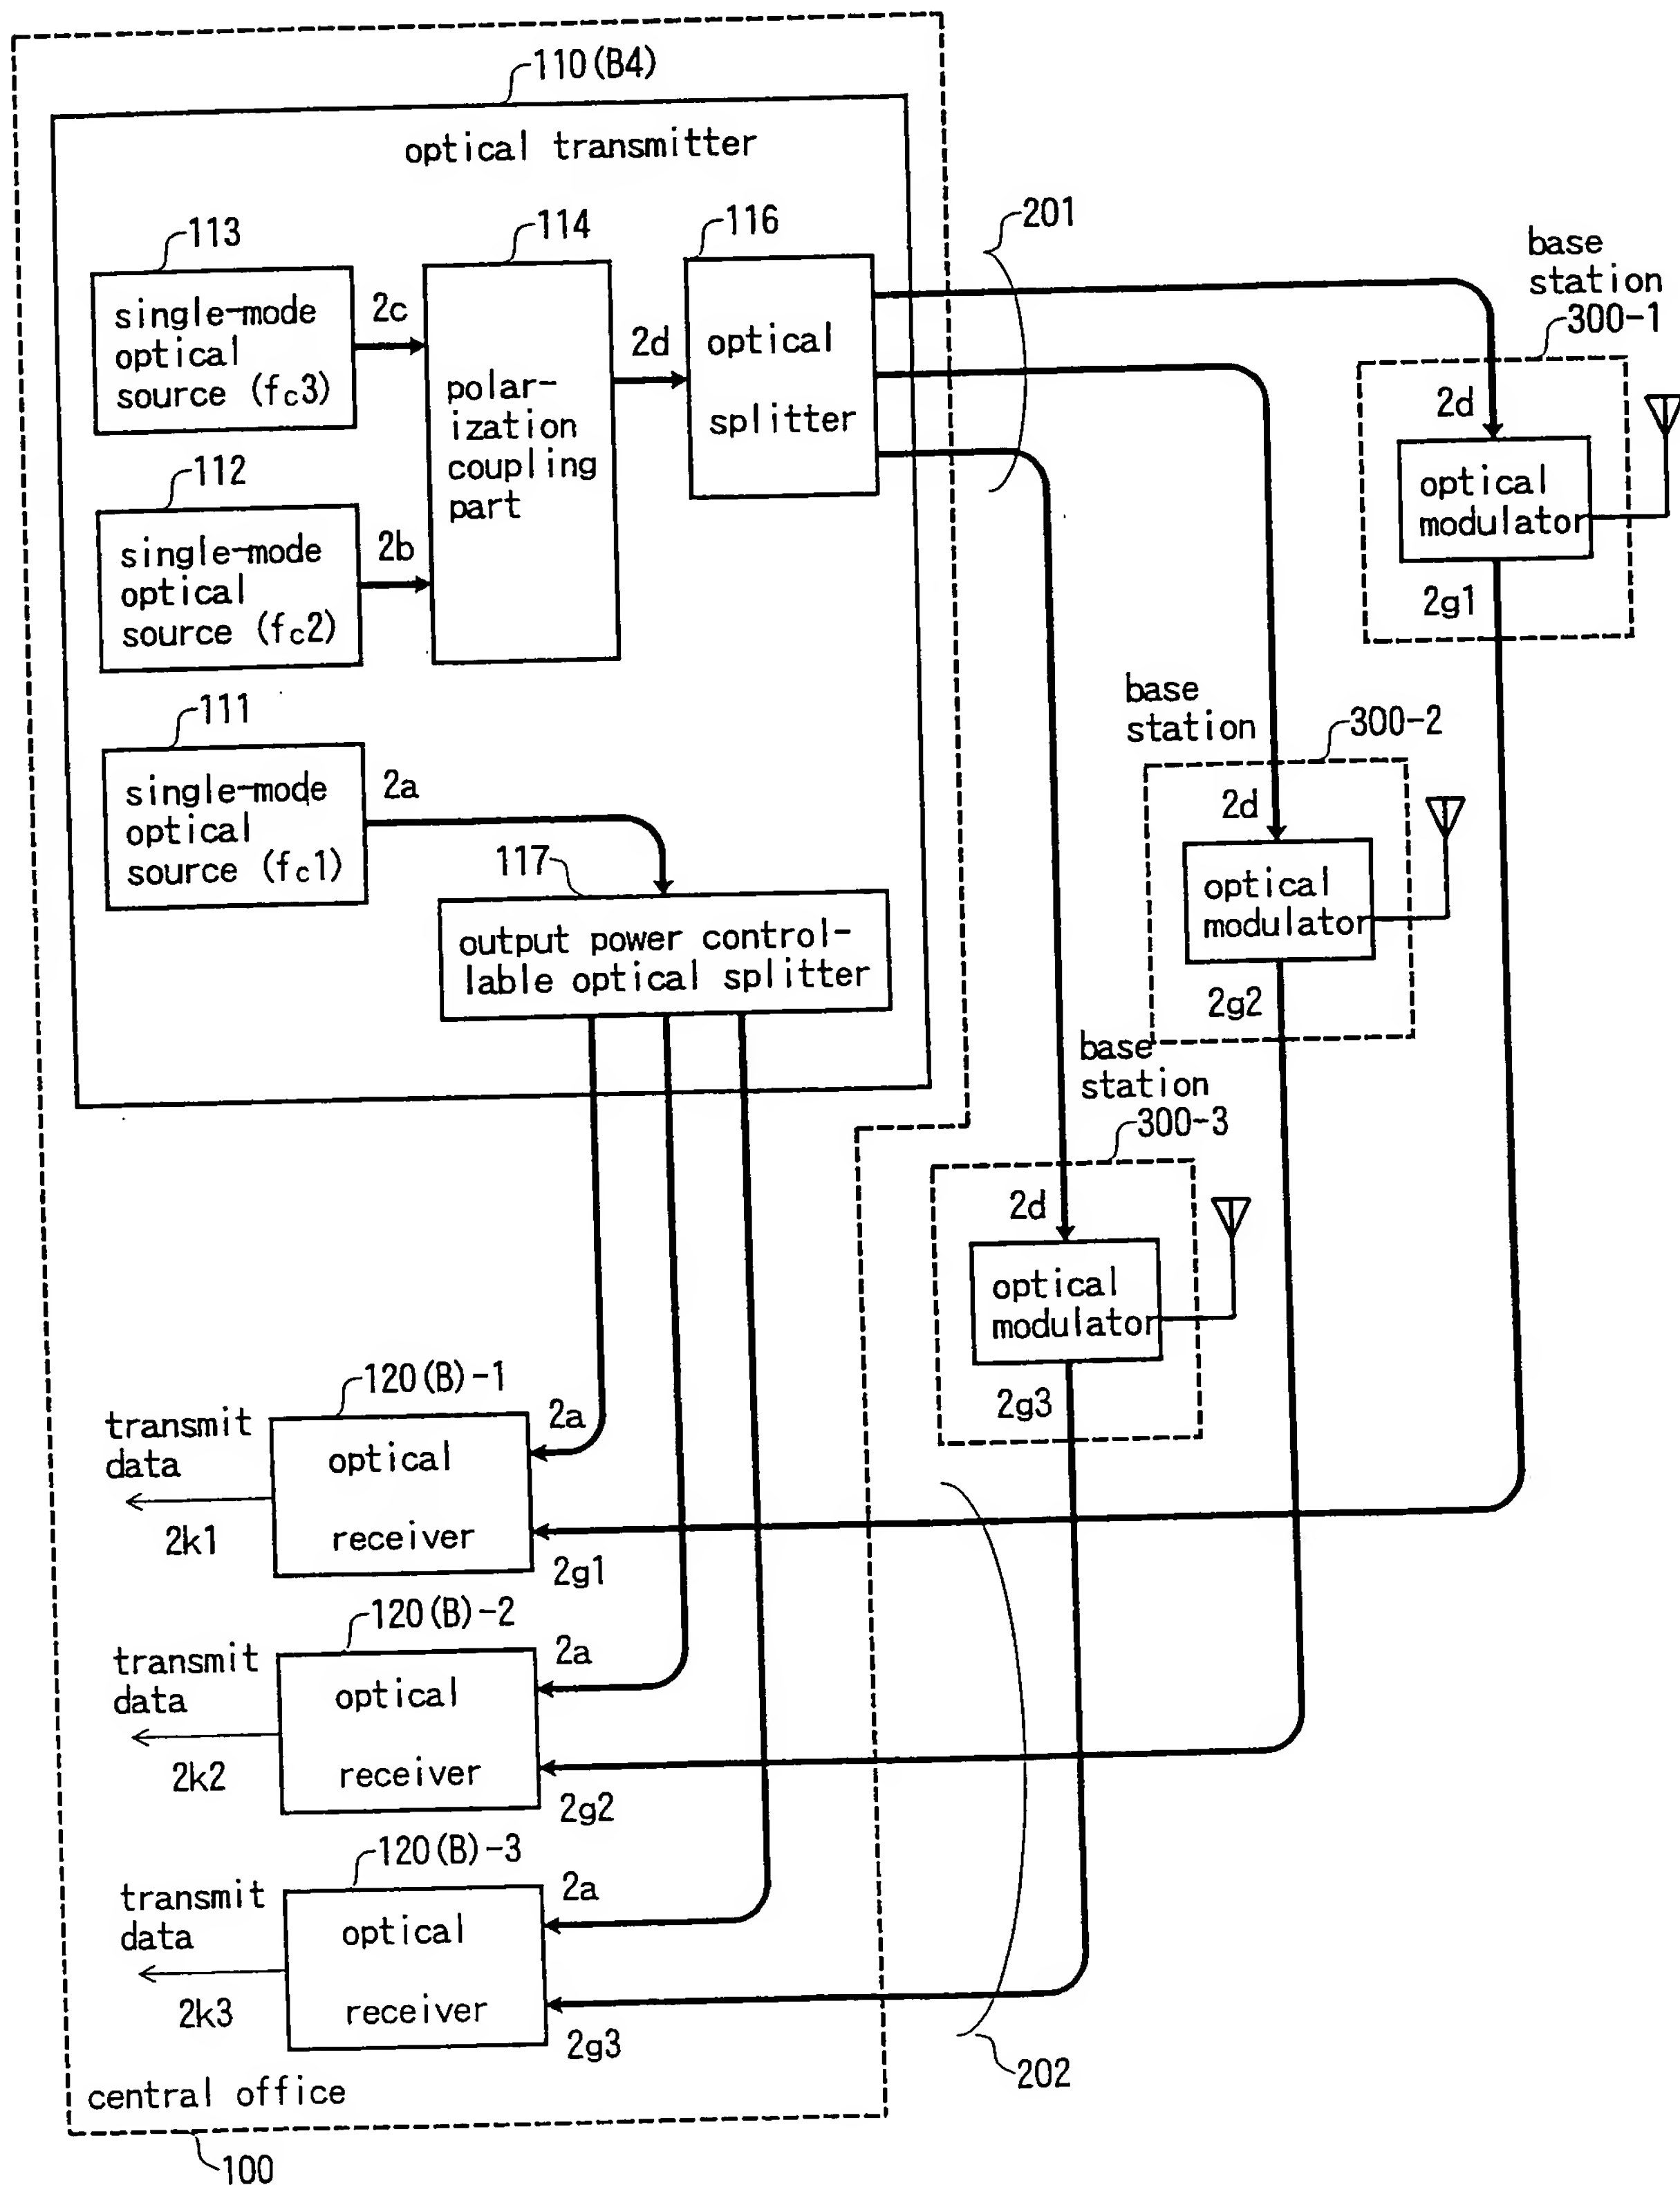 110(B4)
optical transmitter
113
114
116
201
single-mode
optical
source (fc3)
2c
polar-
ization
coupling
part
2d
optical
splitter
base
station
300-1
2d
optical
modulator
2g1
112
single-mode
optical
source (fc2)
2b
111
single-mode
optical
source (fc1)
2a
117
output power control-
lable optical splitter
base
station
300-2
2d
optical
modulator
2g2
base
station
300-3
2d
optical
modulator
2g3
120(B)-1
transmit
data
2k1
optical
receiver
2a
2g1
120(B)-2
transmit
data
2k2
optical
receiver
2a
2g2
120(B)-3
transmit
data
2k3
optical
receiver
2a
2g3
202
central office
100